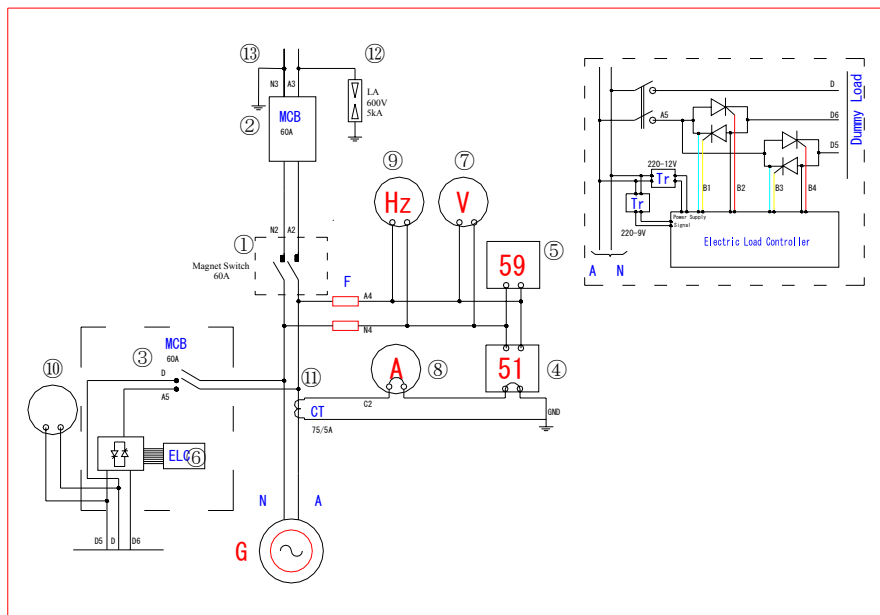 ⑬
⑫
N3
A3
LA
600V
5kA
MCB
60A
②
⑨
⑦
Hz
V
①
N2
A2
Magnet Switch
60A
⑤
59
F
A4
N4
MCB
60A
③
D
A5
⑩
⑪
A
⑧
51
④
C2
CT
75/5A
GND
ELC
⑥
N
A
G
D5
D
D6
D
A5
D6
D5
Dummy Load
220-12V
Tr
Tr
B1
B2
B3
B4
Power Supply
Signal
220-9V
Electric Load Controller
A
N